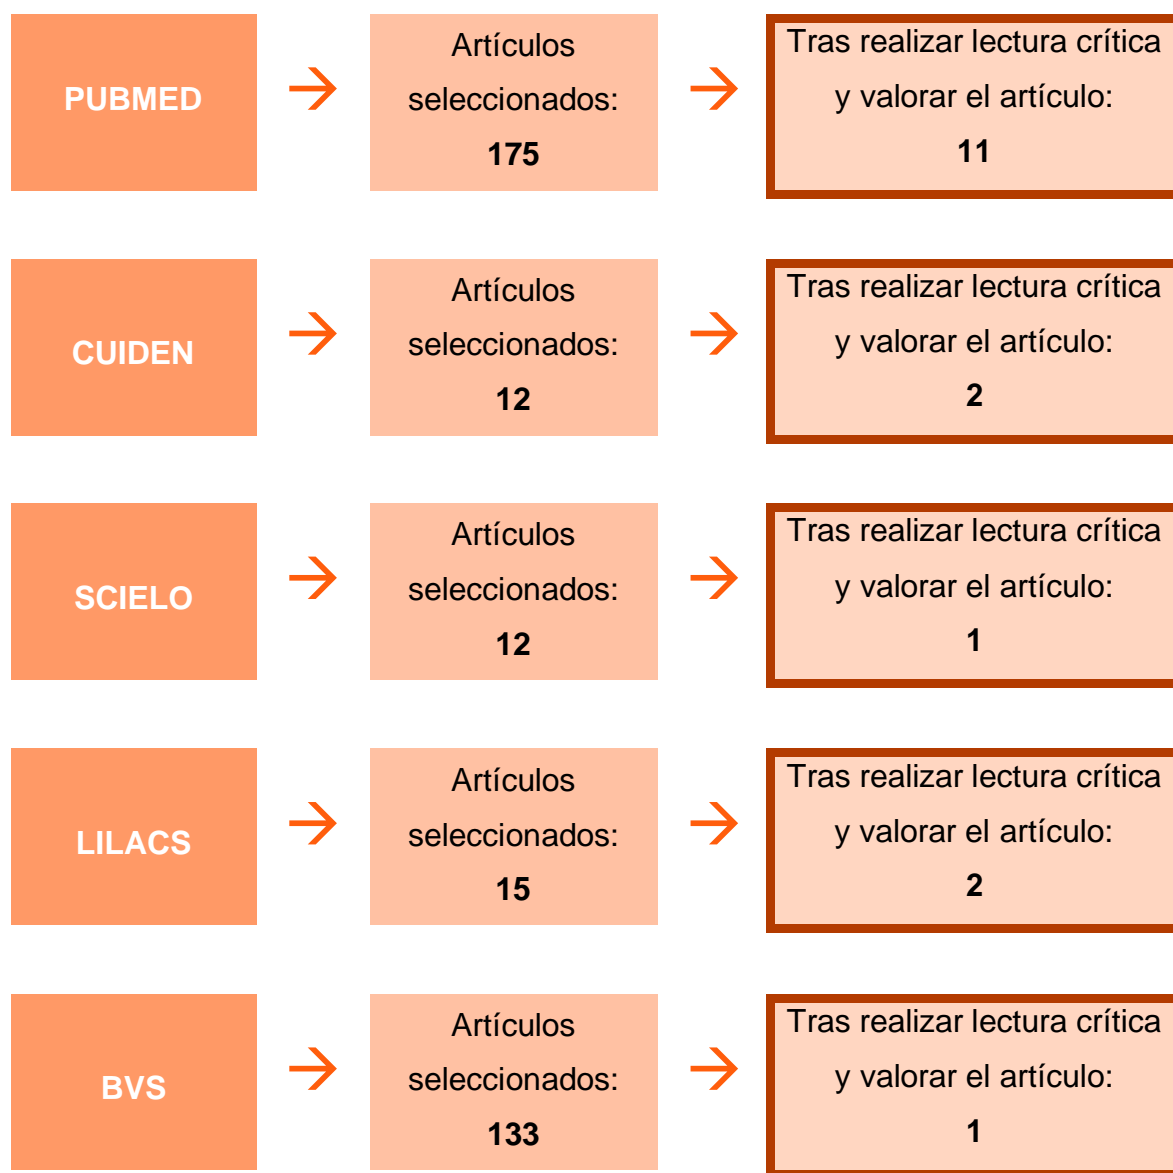 PUBMED
→
Artículos
seleccionados:
175
→
Tras realizar lectura crítica
y valorar el artículo:
11
CUIDEN
→
Artículos
seleccionados:
12
→
Tras realizar lectura crítica
y valorar el artículo:
2
SCIELO
→
Artículos
seleccionados:
12
→
Tras realizar lectura crítica
y valorar el artículo:
1
LILACS
→
Artículos
seleccionados:
15
→
Tras realizar lectura crítica
y valorar el artículo:
2
BVS
→
Artículos
seleccionados:
133
→
Tras realizar lectura crítica
y valorar el artículo:
1